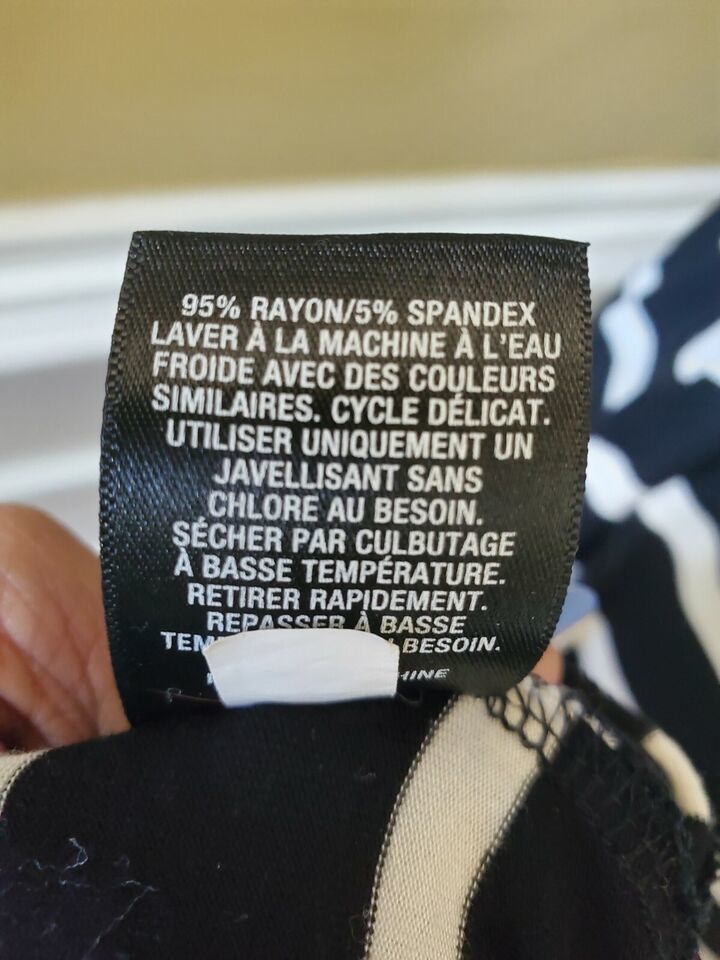 95% RAYON/5% SPANDEX
LAVER À LA MACHINE À L'EAU
FROIDE AVEC DES COULEURS
SIMILAIRES. CYCLE DÉLICAT.
UTILISER UNIQUEMENT UN
JAVELLISANT SANS
CHLORE AU BESOIN.
SÉCHER PAR CULBUTAGE
À BASSE TEMPÉRATURE.
RETIRER RAPIDEMENT.
REPASSER À BASSE
BESOIN.